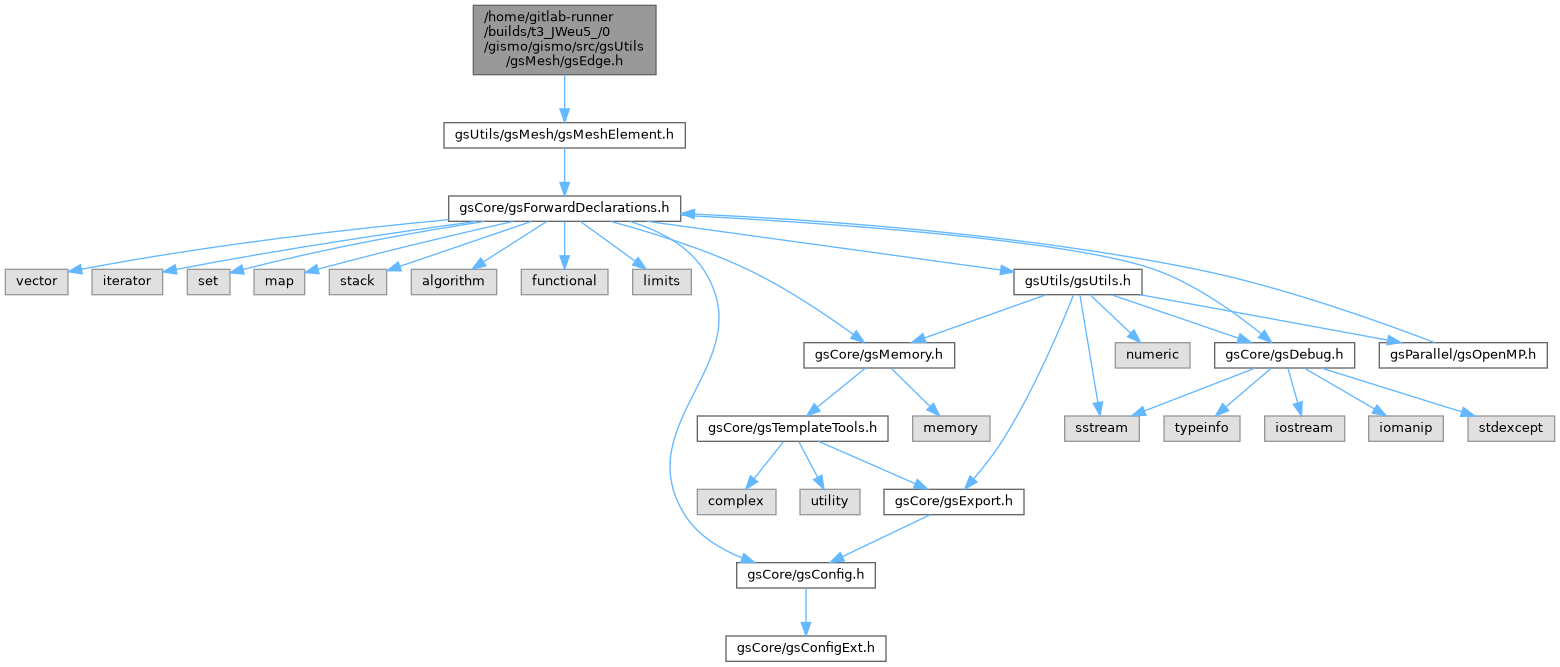 /home/gitlab-runner
/builds/t3_JWeu5_/0
/gismo/gismo/src/gsUtils
/gsMesh/gsEdge.h
gsUtils/gsMesh/gsMeshElement.h
gsCore/gsForwardDeclarations.h
vector
iterator
set
map
stack
algorithm
functional
limits
gsUtils/gsUtils.h
gsCore/gsMemory.h
numeric
gsCore/gsDebug.h
gsParallel/gsOpenMP.h
gsCore/gsTemplateTools.h
memory
sstream
typeinfo
iostream
iomanip
stdexcept
complex
utility
gsCore/gsExport.h
gsCore/gsConfig.h
gsCore/gsConfigExt.h